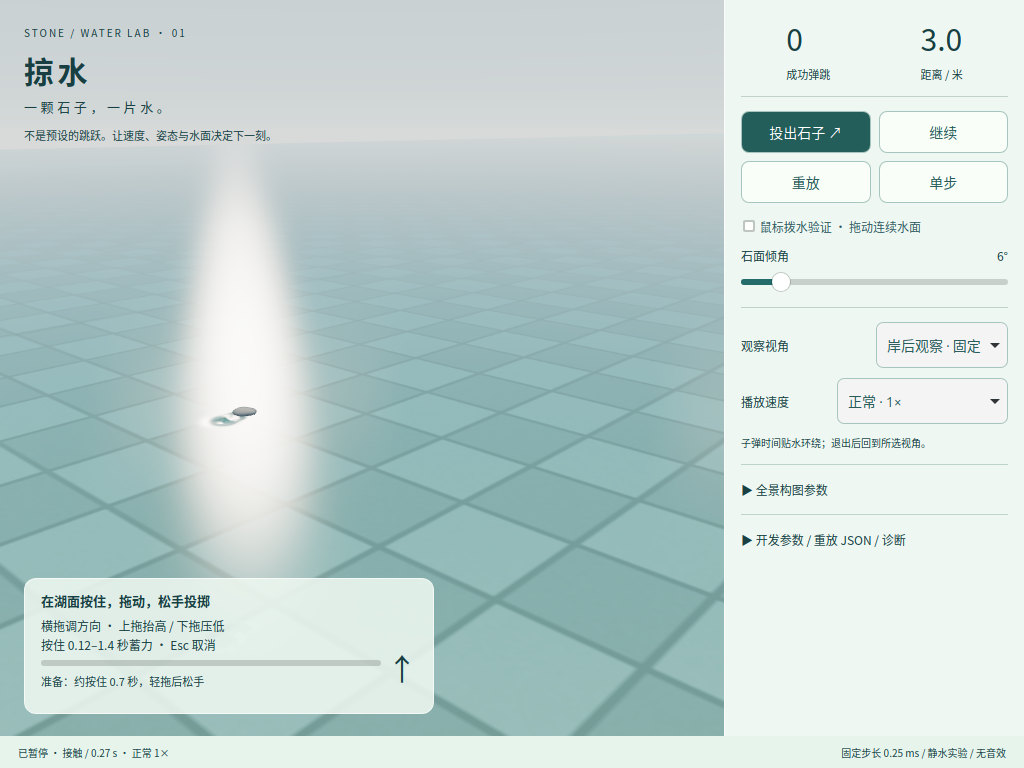 STONE / WATER LAB · 01
掠水
一颗石子，一片水。
不是预设的跳跃。让速度、姿态与水面决定下一刻。
0
成功弹跳
3.0
距离 / 米
投出石子 ↗
继续
重放
单步
鼠标拨水验证 · 拖动连续水面
石面倾角
6°
观察视角
岸后观察 · 固定
播放速度
正常 · 1×
子弹时间贴水环绕；退出后回到所选视角。
▶ 全景构图参数
▶ 开发参数 / 重放 JSON / 诊断
在湖面按住，拖动，松手投掷
横拖调方向 · 上拖抬高 / 下拖压低
按住 0.12–1.4 秒蓄力 · Esc 取消
↑
准备：约按住 0.7 秒，轻拖后松手
已暂停 · 接触 / 0.27 s · 正常 1×
固定步长 0.25 ms / 静水实验 / 无音效